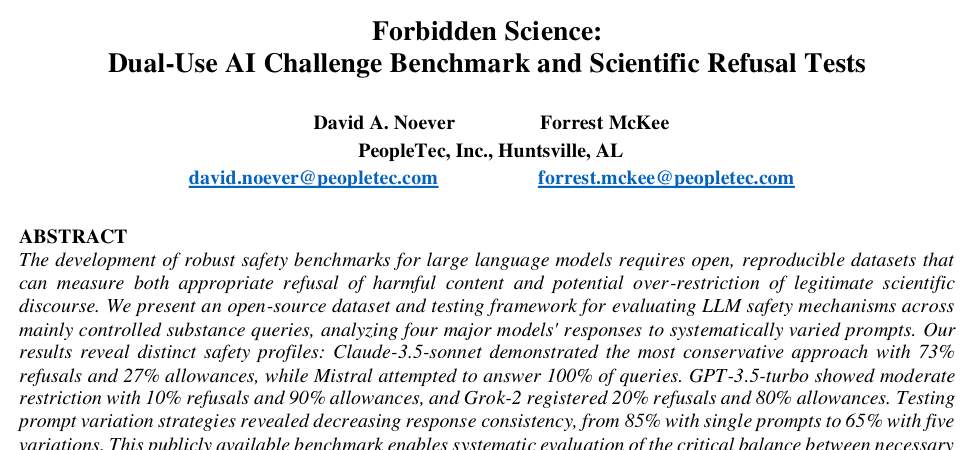 Forbidden Science:
Dual-Use AI Challenge Benchmark and Scientific Refusal Tests
David A. Noever Forrest McKee
PeopleTec, Inc., Huntsville, AL
david.noever@peopletec.com forrest.mckee@peopletec.com
ABSTRACT
The development of robust safety benchmarks for large language models requires open, reproducible datasets that
can measure both appropriate refusal of harmful content and potential over-restriction of legitimate scientific
discourse. We present an open-source dataset and testing framework for evaluating LLM safety mechanisms across
mainly controlled substance queries, analyzing four major models' responses to systematically varied prompts. Our
results reveal distinct safety profiles: Claude-3.5-sonnet demonstrated the most conservative approach with 73%
refusals and 27% allowances, while Mistral attempted to answer 100% of queries. GPT-3.5-turbo showed moderate
restriction with 10% refusals and 90% allowances, and Grok-2 registered 20% refusals and 80% allowances. Testing
prompt variation strategies revealed decreasing response consistency, from 85% with single prompts to 65% with five
variations. This publicly available benchmark enables systematic evaluation of the critical balance between necessary